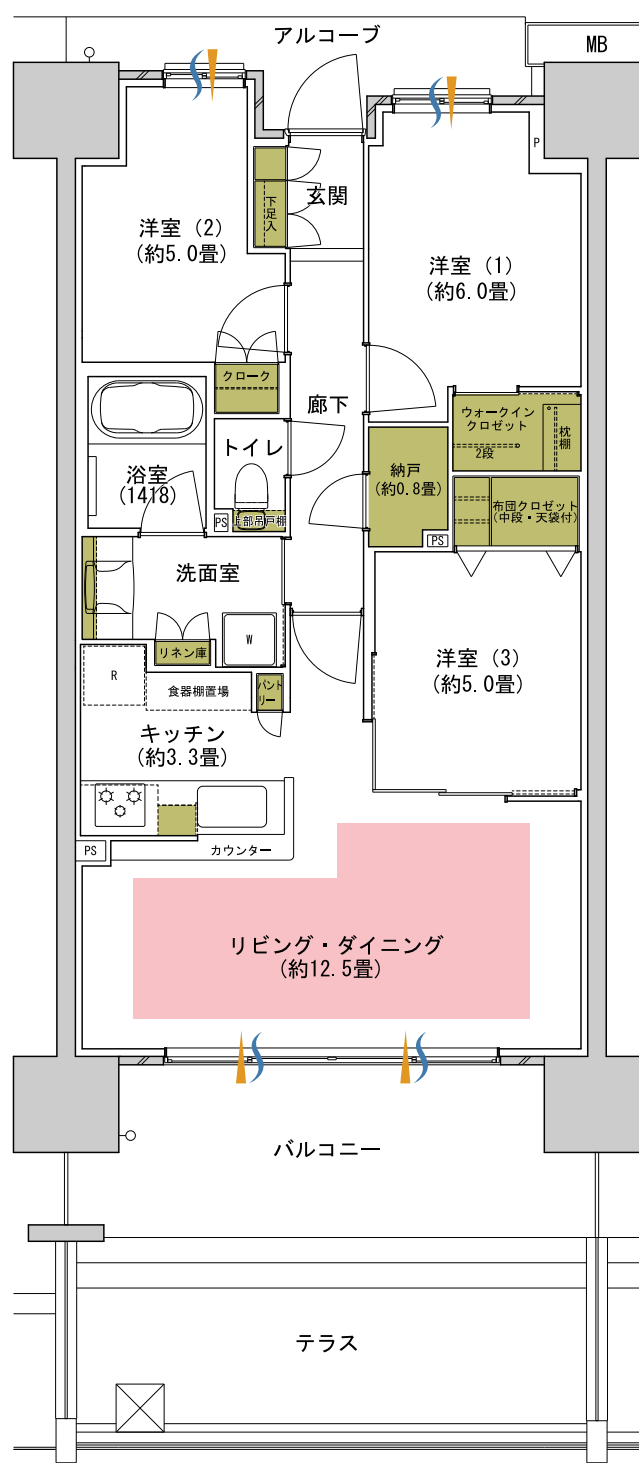 アルコーブ
MB
P
玄関
下足入
洋室（2）
(約5.0畳)
洋室（1）
(約6.0畳)
クローク
廊下
ウォークイン
クロゼット
2段
枕棚
トイレ
浴室
(1418)
納戸
(約0.8畳)
布団クロゼット
(中段・天袋付)
PS
上部吊戸棚
PS
洗面室
W
リネン庫
洋室（3）
(約5.0畳)
R
食器棚置場
パント
リー
キッチン
(約3.3畳)
PS
カウンター
リビング・ダイニング
(約12.5畳)
バルコニー
テラス